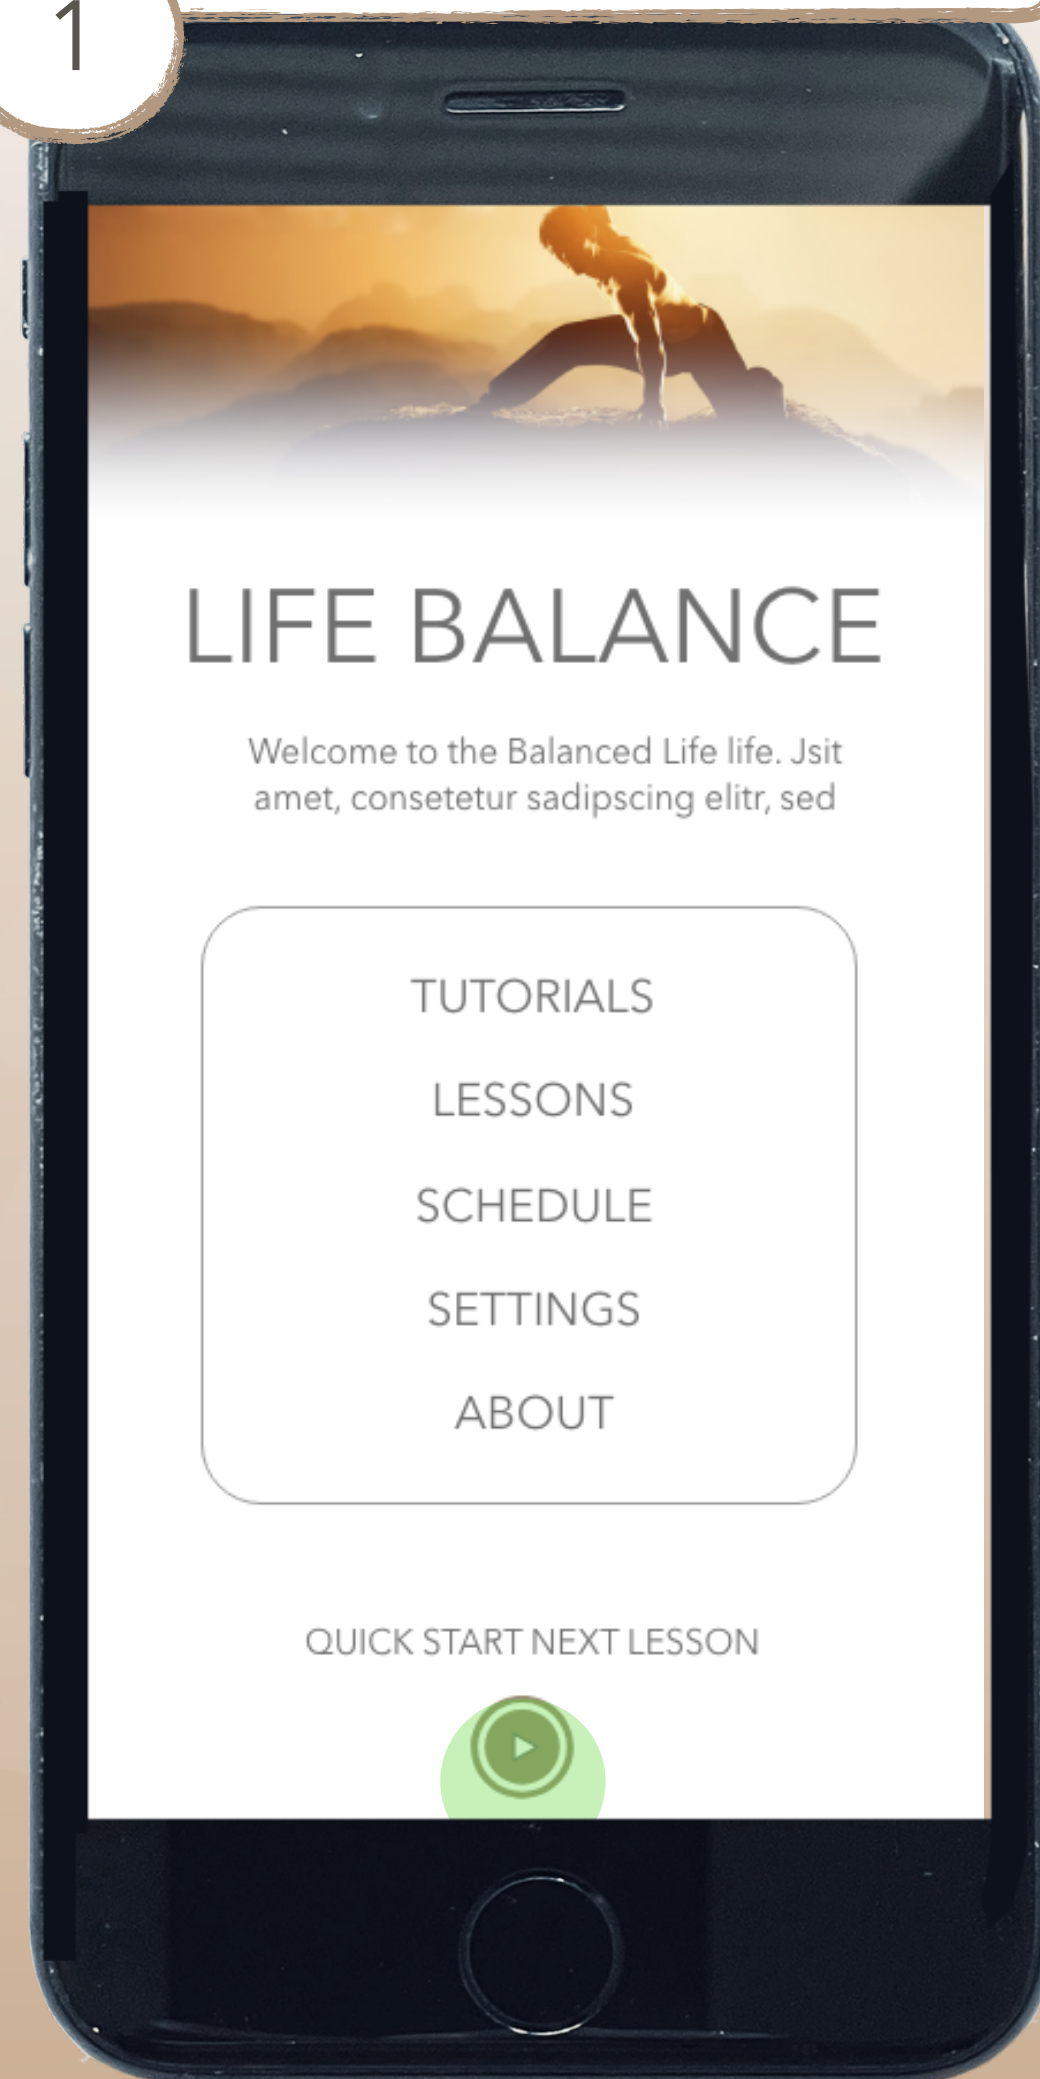 1
LIFE BALANCE
Welcome to the Balanced Life life. Jsit
amet, consetetur sadipscing elitr, sed
TUTORIALS
LESSONS
SCHEDULE
SETTINGS
ABOUT
QUICK START NEXT LESSON